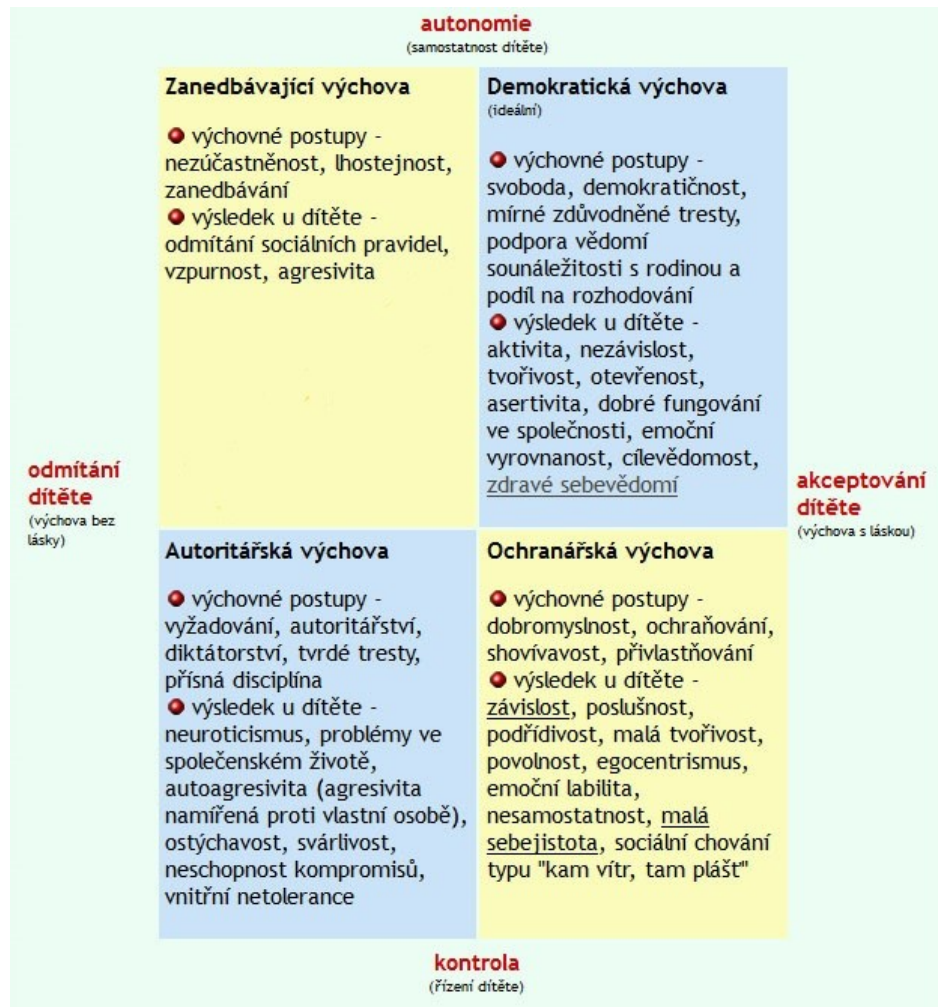 autonomie
(samostatnost dítěte)
Zanedbávající výchova
výchovné postupy -
nezúčastněnost, lhostejnost,
zanedbávání
výsledek u dítěte -
odmítání sociálních pravidel,
vzpurnost, agresivita
Demokratická výchova
(ideální)
výchovné postupy -
svoboda, demokratičnost,
mírné zdůvodněné tresty,
podpora vědomí
sounáležitosti s rodinou a
podíl na rozhodování
výsledek u dítěte -
aktivita, nezávislost,
tvořivost, otevřenost,
asertivita, dobré fungování
ve společnosti, emoční
vyrovnanost, cílevědomost,
zdravé sebevědomí
odmítání
dítěte
(výchova bez
lásky)
akceptování
dítěte
(výchova s láskou)
Autoritářská výchova
výchovné postupy -
vyžadování, autoritářství,
diktátorství, tvrdé tresty,
přísná disciplína
výsledek u dítěte -
neuroticismus, problémy ve
společenském životě,
autoagresivita (agresivita
namířená proti vlastní osobě),
ostýchavost, svárlivost,
neschopnost kompromisů,
vnitřní netolerance
Ochranářská výchova
výchovné postupy -
dobromyslnost, ochraňování,
shovívavost, přivlastňování
výsledek u dítěte -
závislost, poslušnost,
podřídivost, malá tvořivost,
povolnost, egocentrismus,
emoční labilita,
nesamostatnost, malá
sebejistota, sociální chování
typu "kam vítr, tam plášť"
kontrola
(řízení dítěte)